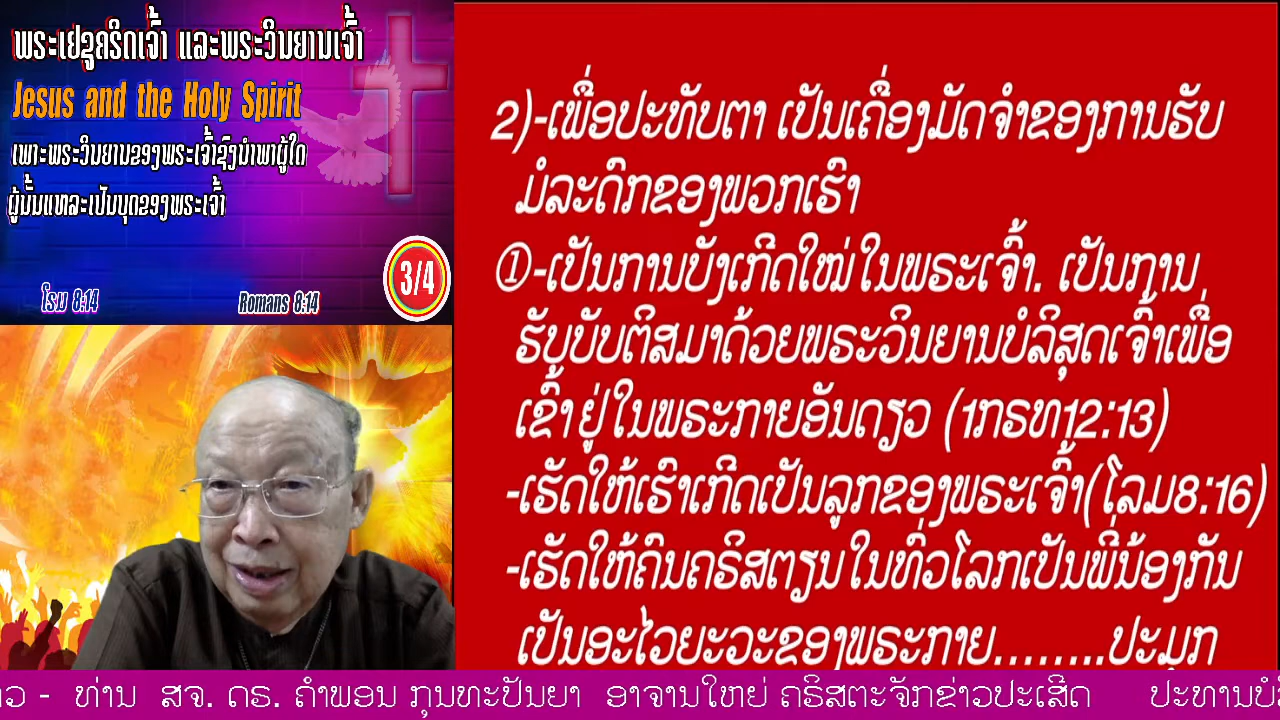 ພຣະເຢຊູຄຣິດເຈົ້າ ແລະພຣະວິນຍານເຈົ້າ
Jesus and the Holy Spirit
ເພາະພຣະວິນຍານຂອງພຣະເຈົ້າຊົງນຳພາຜູ້ໃດ
ຜູ້ນັ້ນແຫລະເປັນບຸດຂອງພຣະເຈົ້າ
3/4
ໂຣມ 8:14
Romans 8:14
2)-ເພື່ອປະທັບຕາ ເປັນເຄື່ອງມັດຈຳຂອງການຮັບ
ມໍລະດົກຂອງພວກເຮົາ
①-ເປັນການບັງເກີດໃໝ່ໃນພຣະເຈົ້າ. ເປັນການ
ຮັບບັບຕິສມາດ້ວຍພຣະວິນຍານບໍລິສຸດເຈົ້າເພື່ອ
ເຂົ້າຢູ່ໃນພຣະກາຍອັນດຽວ (1ກຣທ12:13)
-ເຮັດໃຫ້ເຮົາເກີດເປັນລູກຂອງພຣະເຈົ້າ(ໂລມ8:16)
-ເຮັດໃຫ້ຄົນຄຣິສຕຽນໃນທົ່ວໂລກເປັນພີ່ນ້ອງກັນ
ເປັນອະໄວຍະວະຂອງພຣະກາຍ........ປະມຸກ
າວ - ທ່ານ ສຈ. ດຣ. ຄຳພອນ ກຸນທະປັນຍາ ອາຈານໃຫຍ່ ຄຣິສຕະຈັກຂ່າວປະເສີດ ປະທານບໍລິ